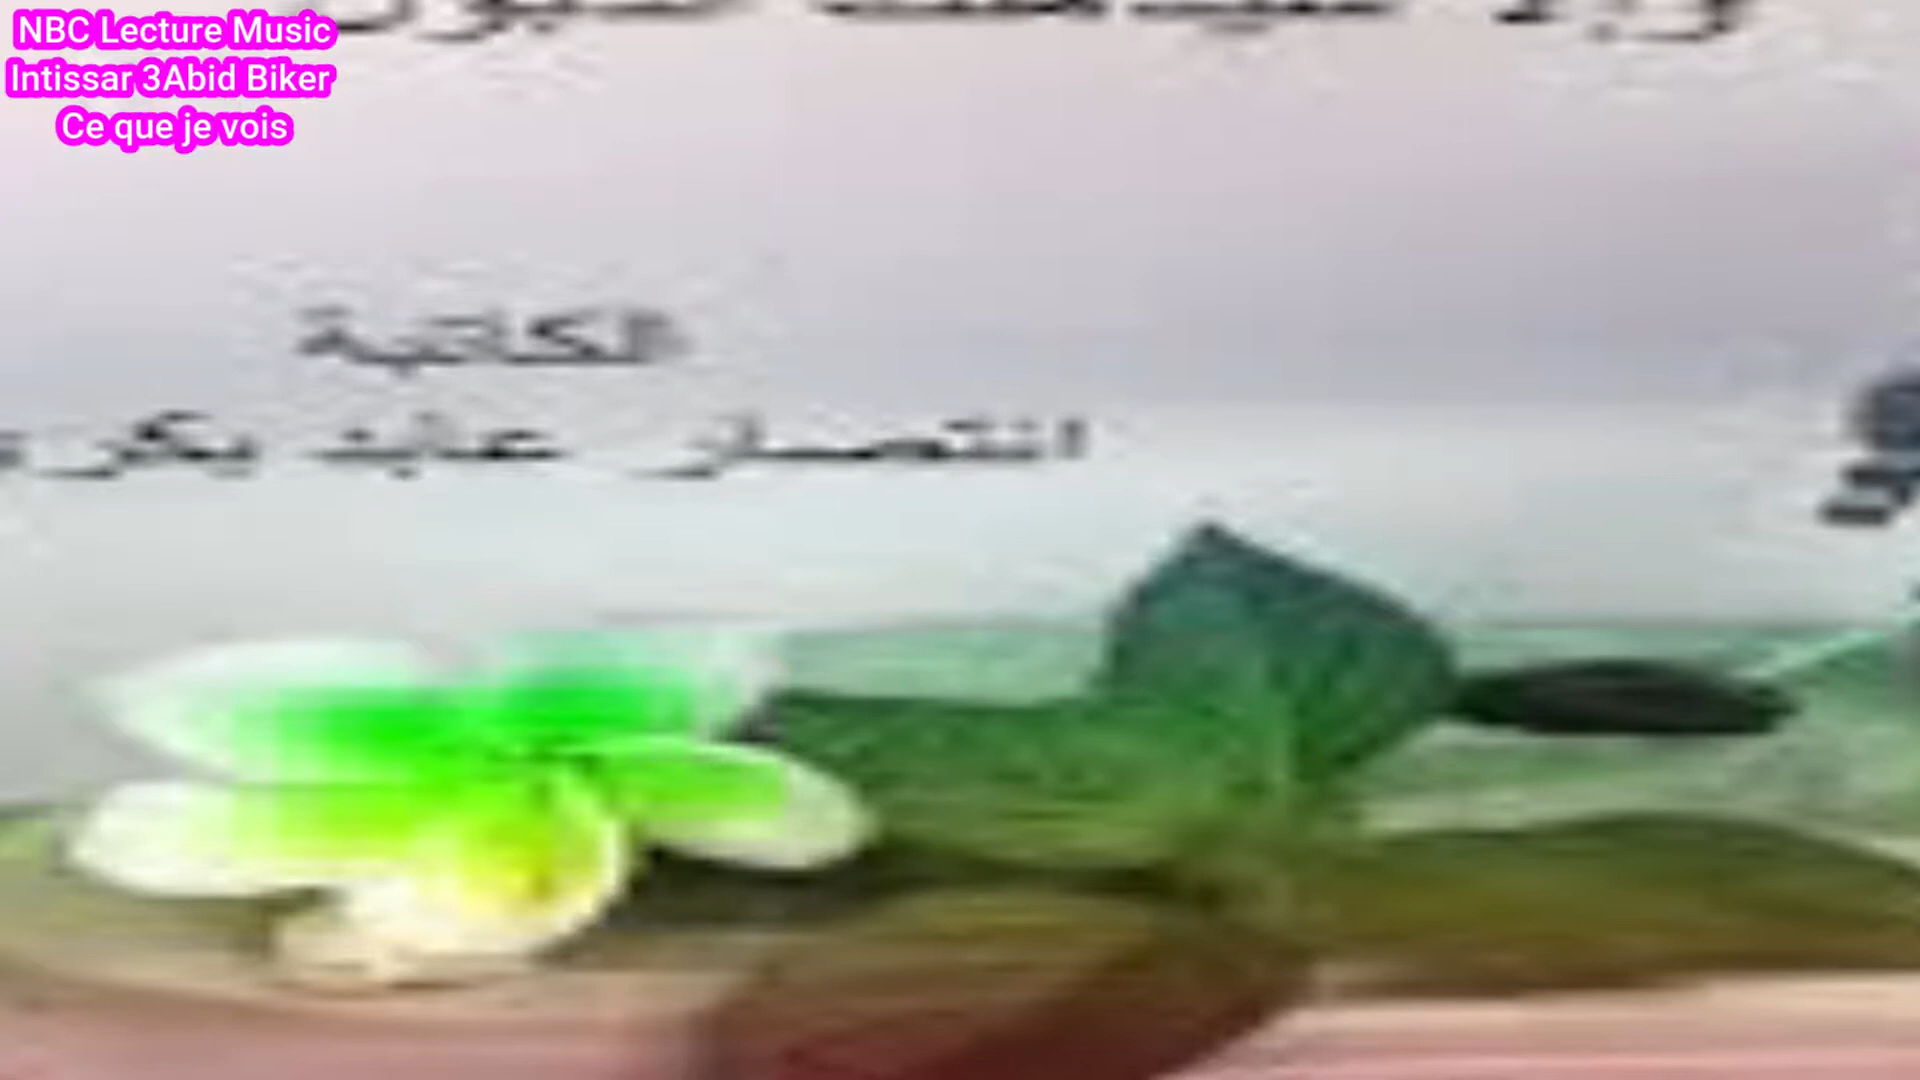 NBC Lecture Music
Intissar 3Abid Biker
Ce que je vois
الكاتبة
انتصار عابد بكر